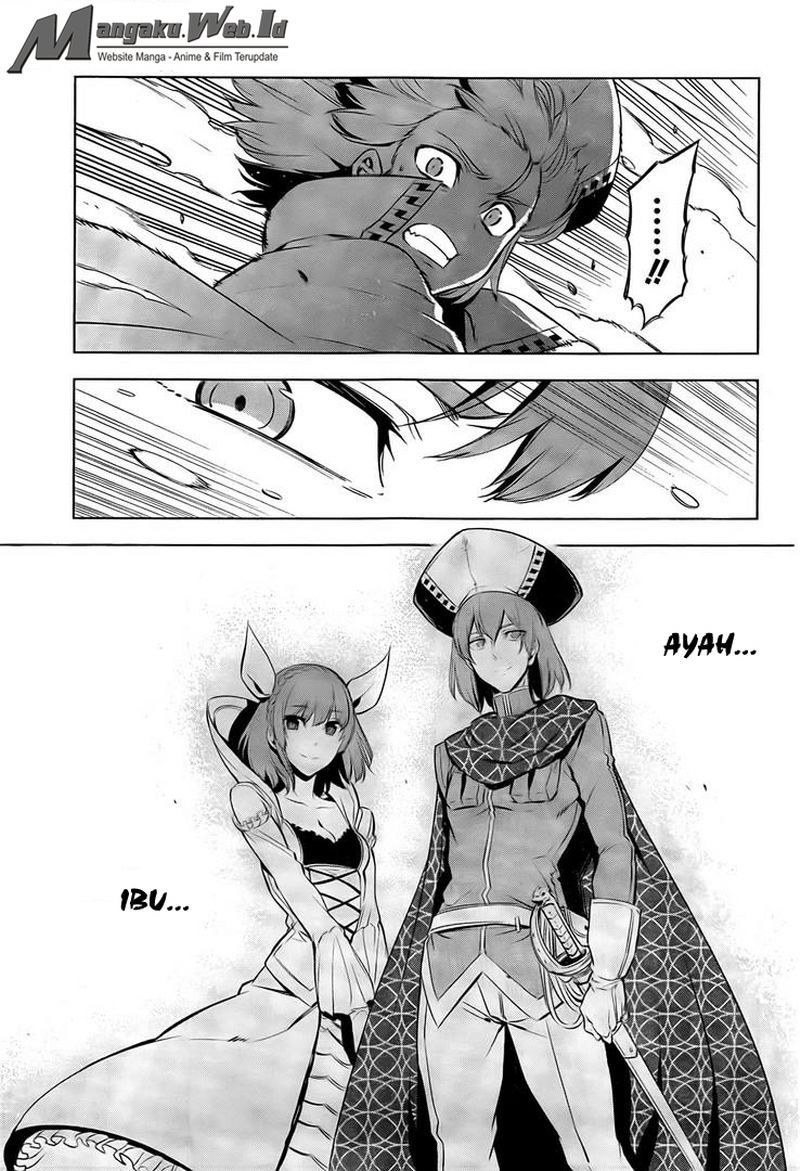 Mangaku.Web.Id
Website Manga - Anime & Film Terupdate
......!!
AYAH...
IBU...